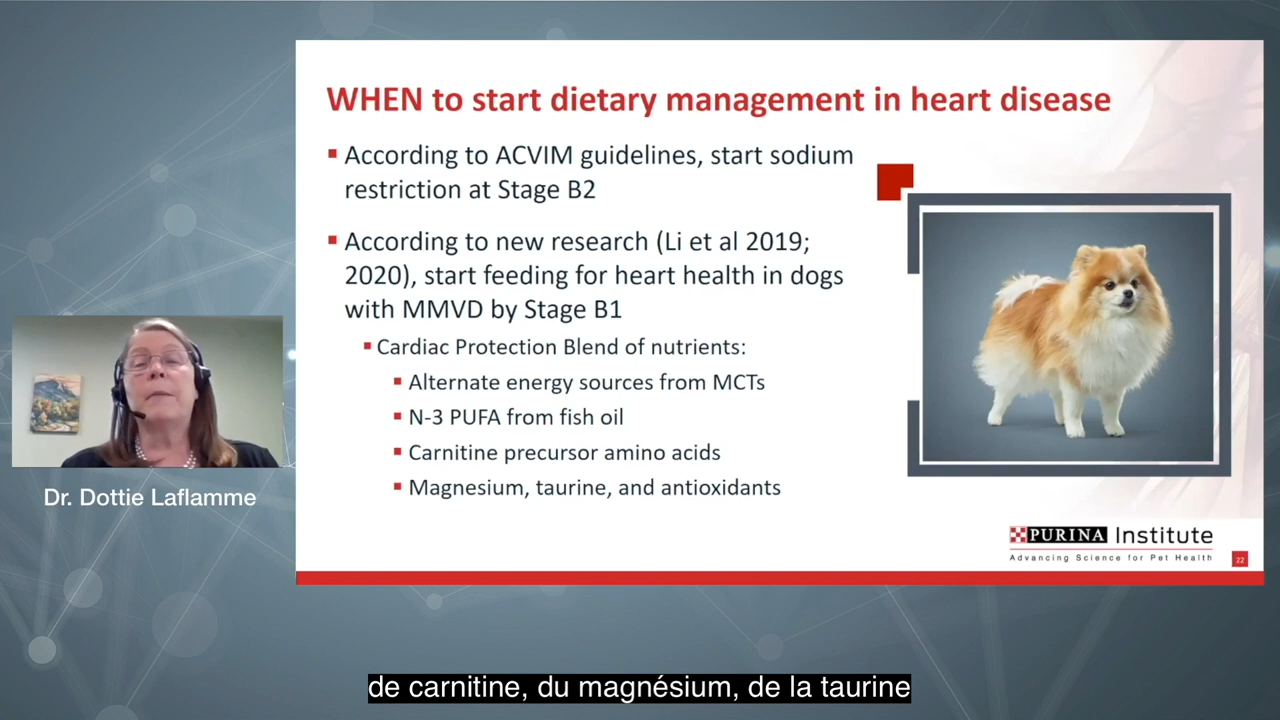 WHEN to start dietary management in heart disease
▪ According to ACVIM guidelines, start sodium
restriction at Stage B2
▪ According to new research (Li et al 2019;
2020), start feeding for heart health in dogs
with MMVD by Stage B1
▪ Cardiac Protection Blend of nutrients:
▪ Alternate energy sources from MCTs
▪ N-3 PUFA from fish oil
▪ Carnitine precursor amino acids
▪ Magnesium, taurine, and antioxidants
Dr. Dottie Laflamme
PURINA Institute
Advancing Science for Pet Health
22
de carnitine, du magnésium, de la taurine